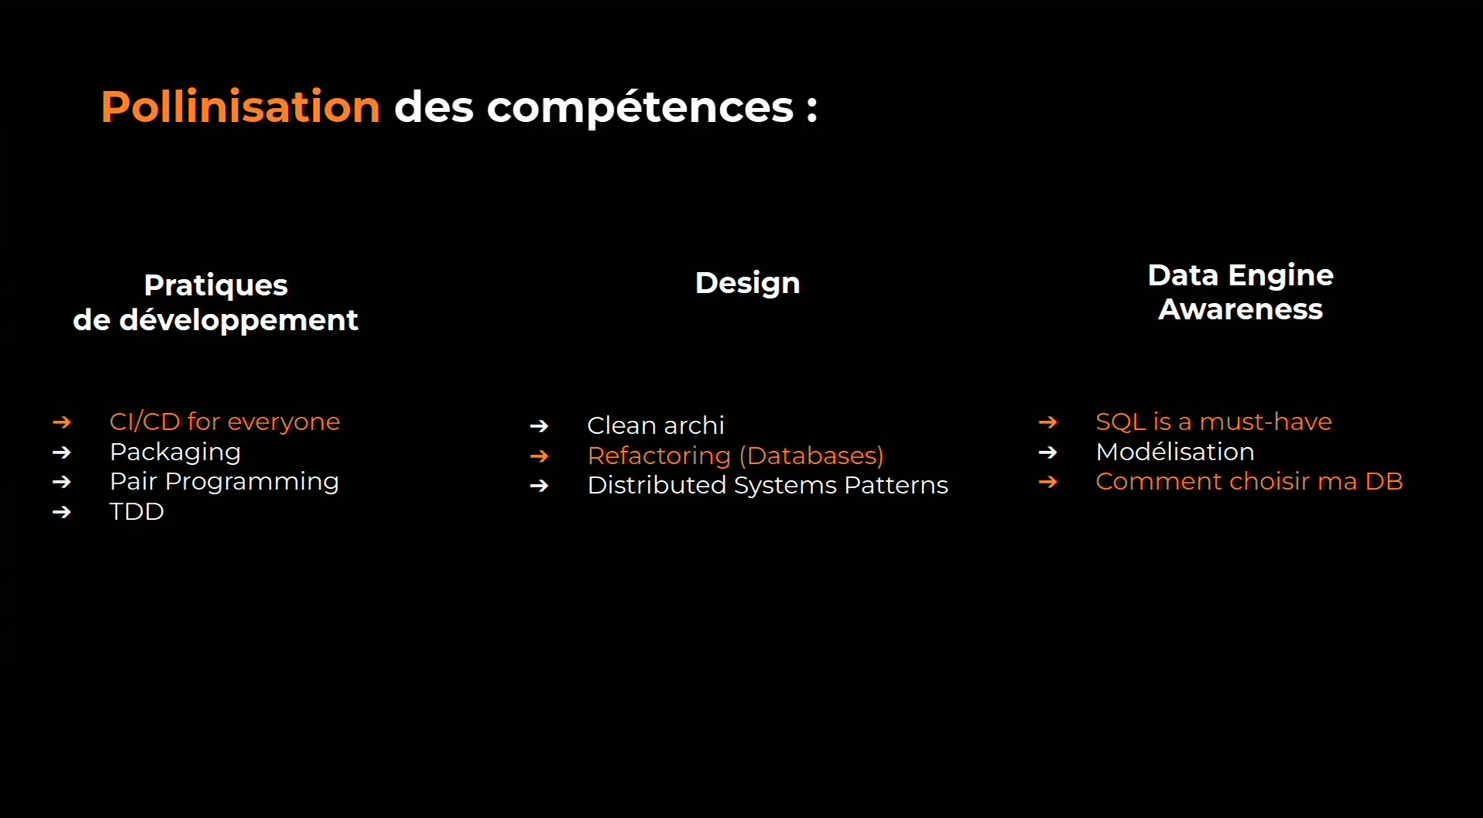 Pollinisation des compétences :
Pratiques
de développement
➔ CI/CD for everyone
➔ Packaging
➔ Pair Programming
➔ TDD
Design
➔ Clean archi
➔ Refactoring (Databases)
➔ Distributed Systems Patterns
Data Engine
Awareness
➔ SQL is a must-have
➔ Modélisation
➔ Comment choisir ma DB